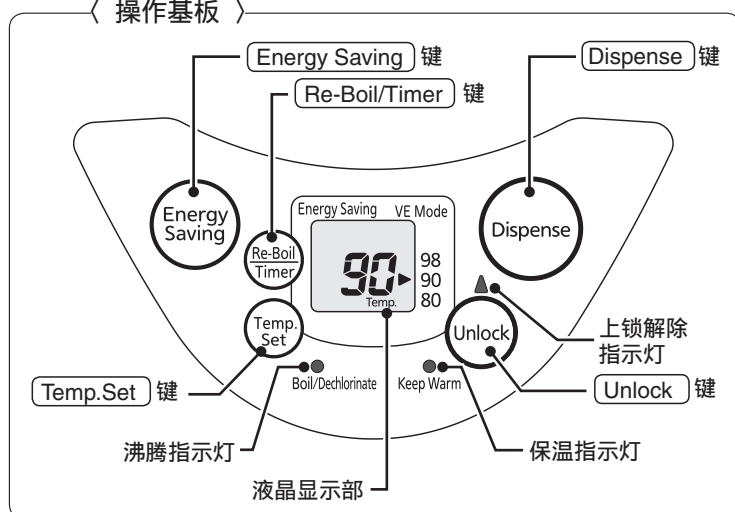 〈 操作基板 〉
Energy Saving 键
Dispense 键
Re-Boil/Timer 键
Energy
Saving
Re-Boil
Timer
Energy Saving VE Mode
90
Temp.
98
90
80
Dispense
Temp.
Set
Unlock
上锁解除
指示灯
Boil/Dechlorinate
Keep Warm
Temp.Set 键
Unlock 键
沸腾指示灯
保温指示灯
液晶显示部